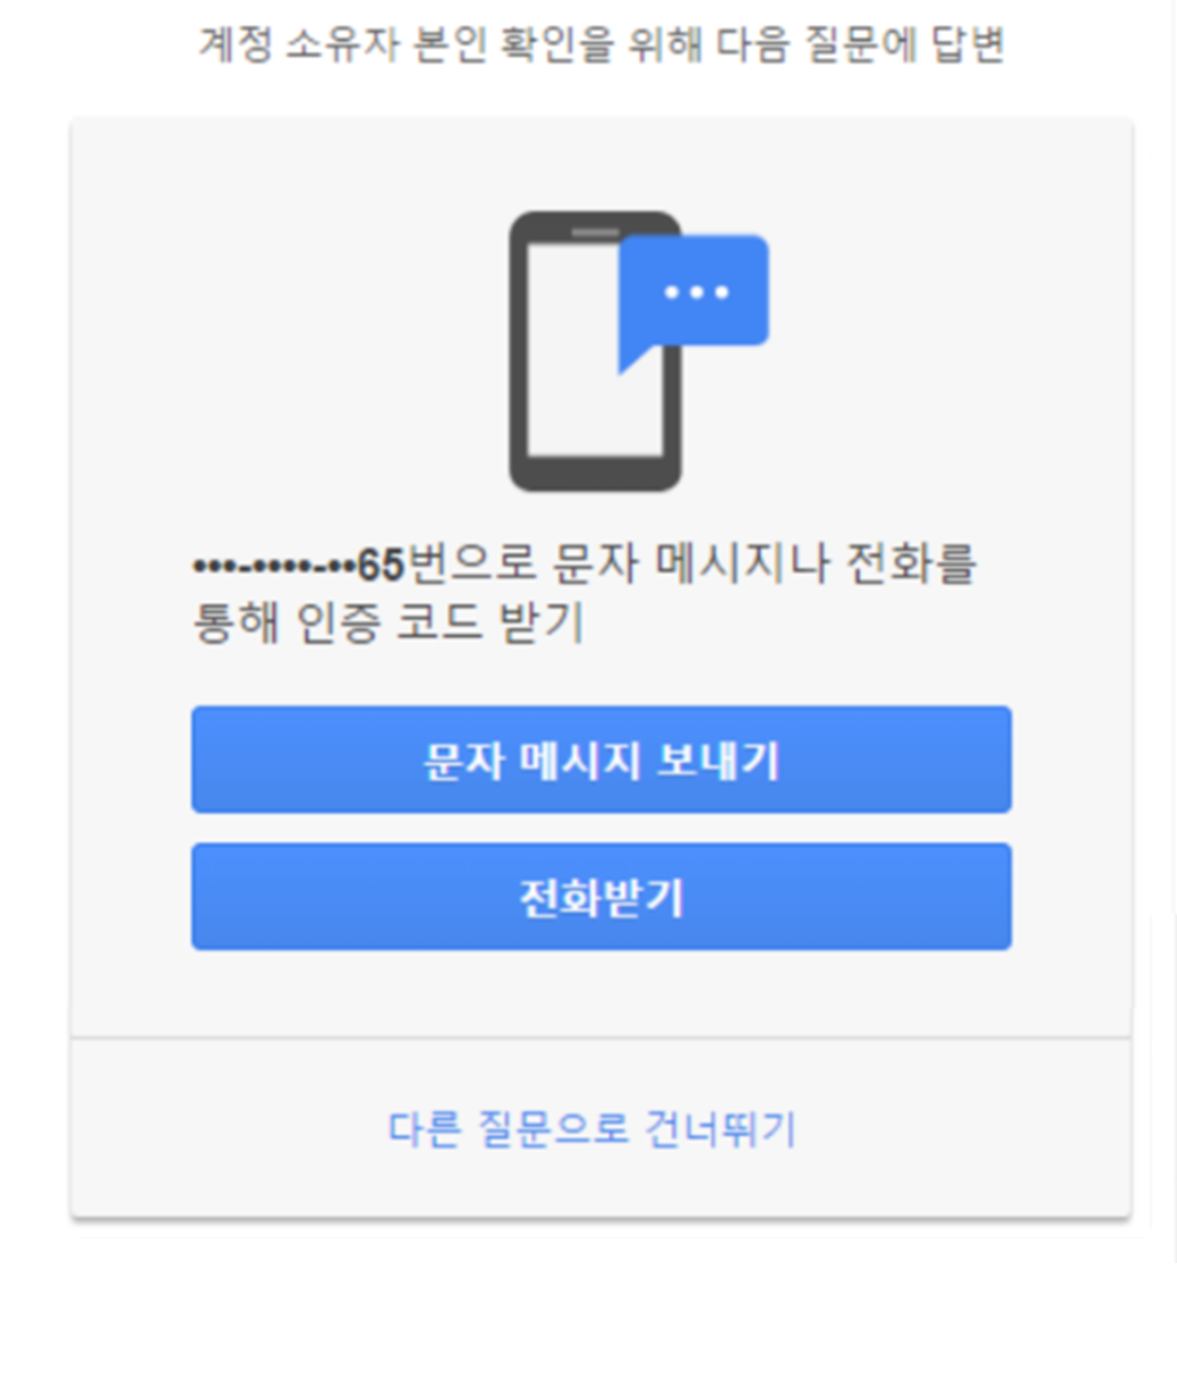 계정 소유자 본인 확인을 위해 다음 질문에 답변
•••-••••-••65번으로 문자 메시지나 전화를
통해 인증 코드 받기
문자 메시지 보내기
전화받기
다른 질문으로 건너뛰기